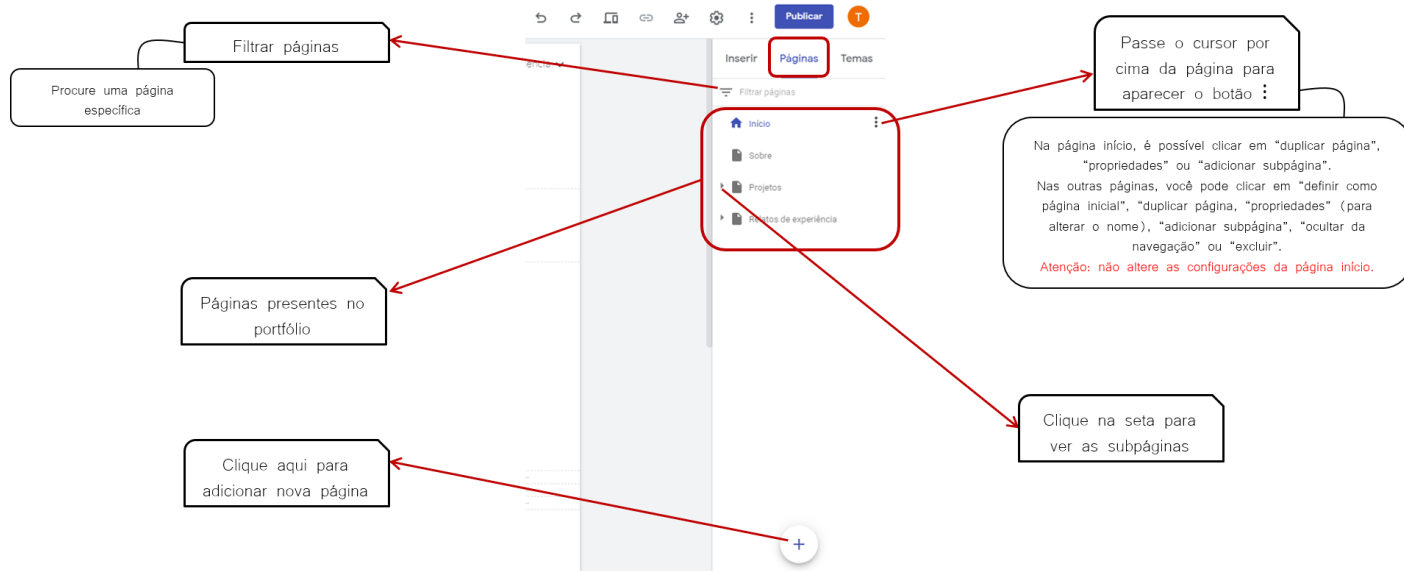 Publicar
T
Inserir
Páginas
Temas
Filtrar páginas
Início
Sobre
Projetos
Relatos de experiência
Filtrar páginas
Procure uma página
específica
Páginas presentes no
portfólio
Clique aqui para
adicionar nova página
Passe o cursor por
cima da página para
aparecer o botão ⋮
Na página início, é possível clicar em “duplicar página”,
“propriedades” ou “adicionar subpágina”.
Nas outras páginas, você pode clicar em “definir como
página inicial”, “duplicar página, “propriedades” (para
alterar o nome), “adicionar subpágina”, “ocultar da
navegação” ou “excluir”.
Atenção: não altere as configurações da página início.
Clique na seta para
ver as subpáginas